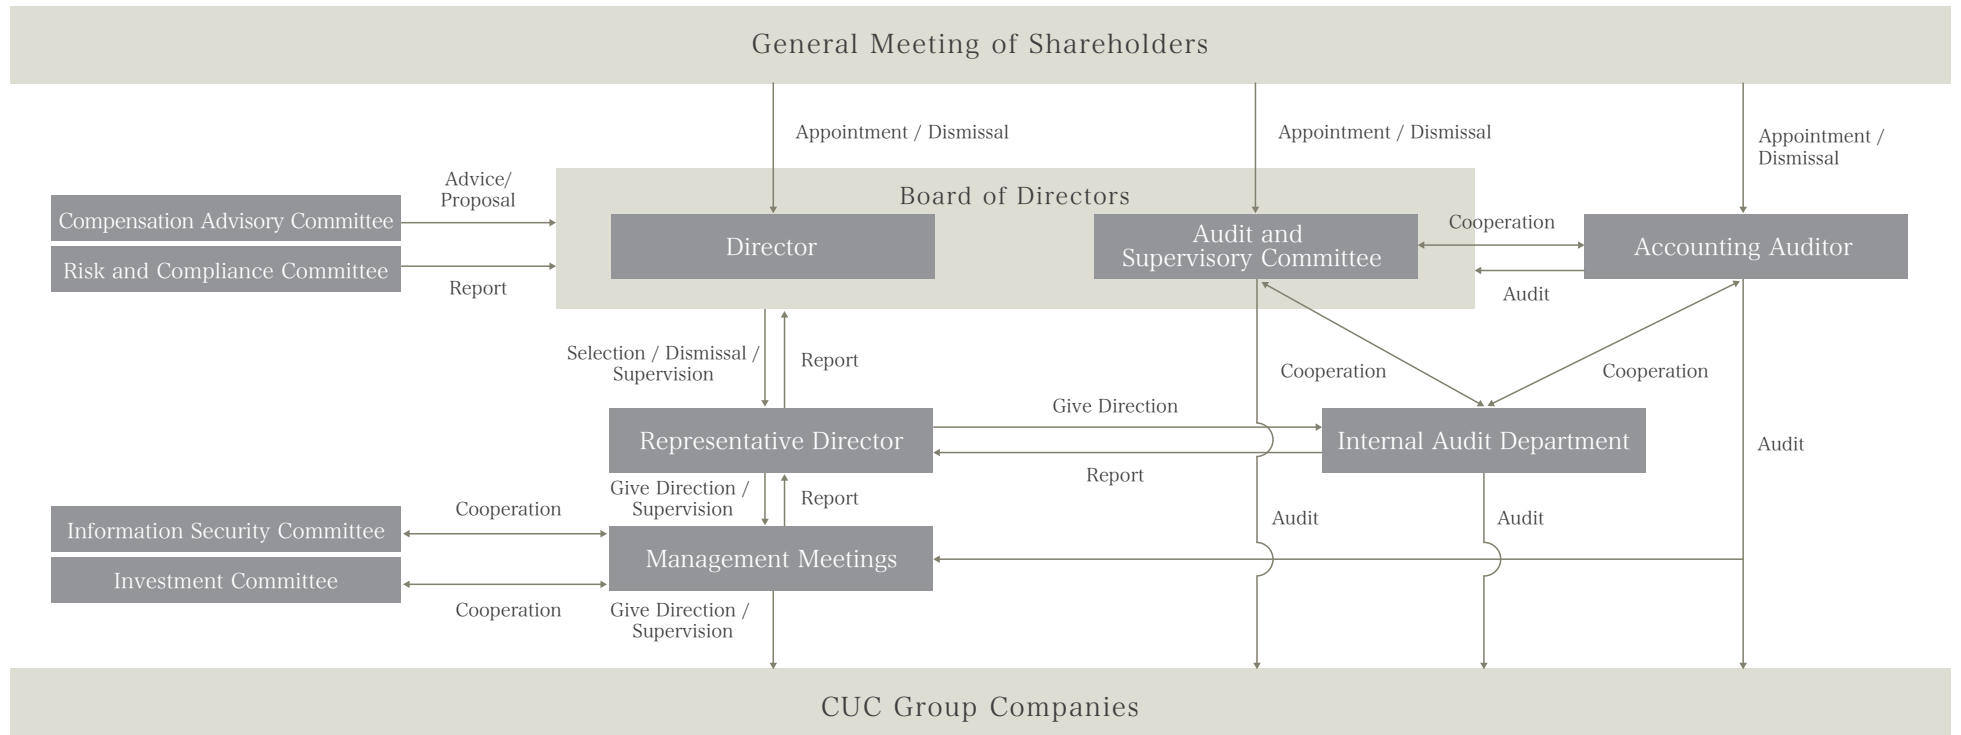 General Meeting of Shareholders
Appointment / Dismissal
Appointment / Dismissal
Appointment /
Dismissal
Advice/
Proposal
Compensation Advisory Committee
Risk and Compliance Committee
Report
Board of Directors
Director
Audit and
Supervisory Committee
Cooperation
Accounting Auditor
Audit
Selection / Dismissal /
Supervision
Report
Cooperation
Cooperation
Give Direction
Representative Director
Internal Audit Department
Report
Audit
Give Direction /
Supervision
Report
Cooperation
Audit
Audit
Information Security Committee
Investment Committee
Management Meetings
Cooperation
Give Direction /
Supervision
CUC Group Companies